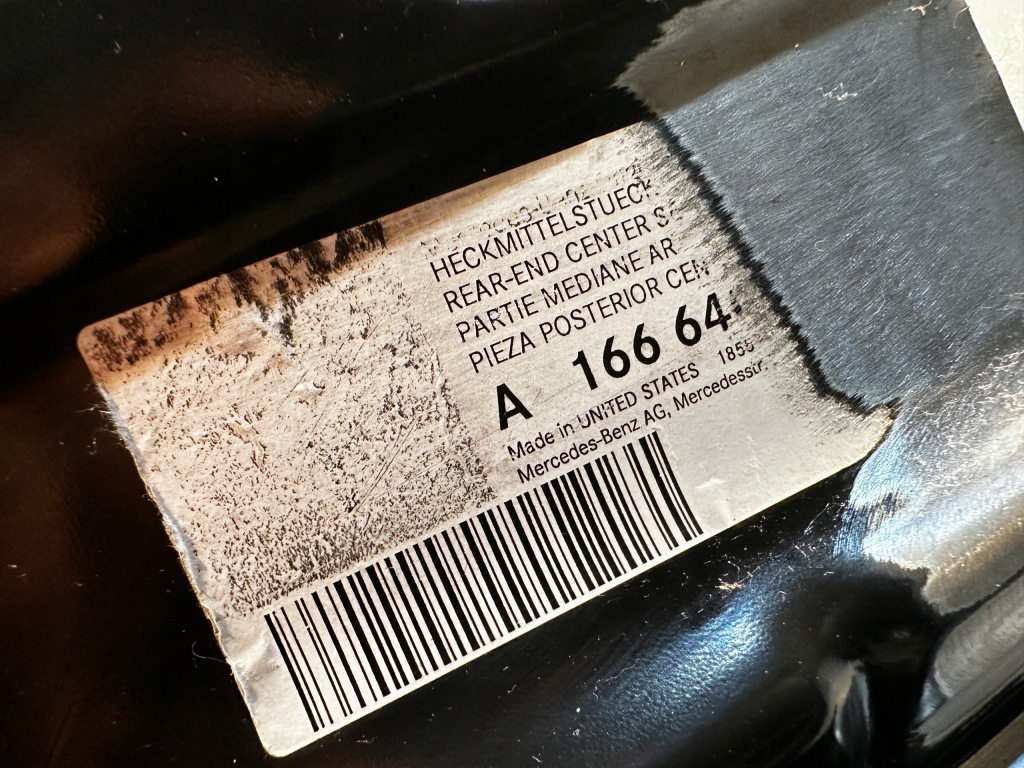 HECKMITTELSTUECK
REAR-END CENTER S
PARTIE MEDIANE AR
PIEZA POSTERIOR CEN
A 166 64
Made in UNITED STATES 1855
Mercedes-Benz AG, Mercedesstr.